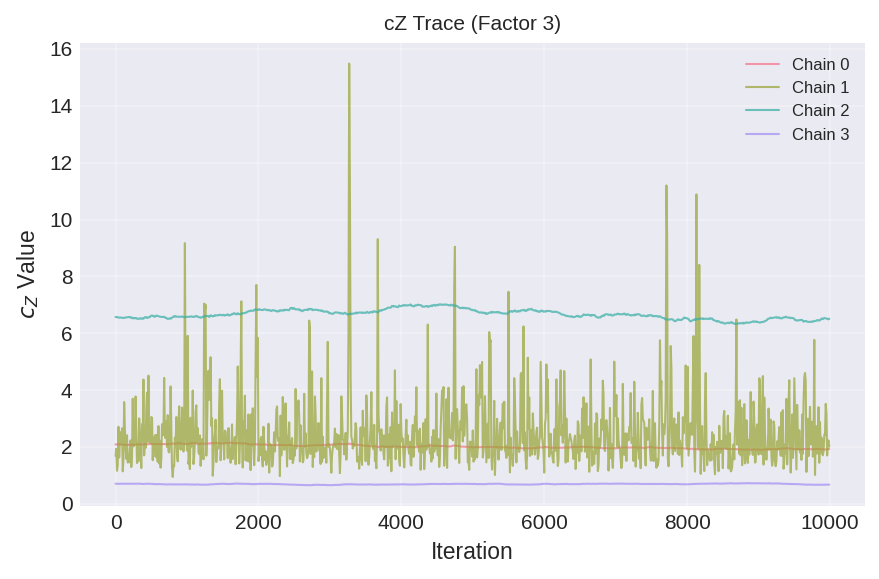 cZ Trace (Factor 3)
16
14
12
10
8
6
4
2
0
cZ Value
Chain 0
Chain 1
Chain 2
Chain 3
0 2000 4000 6000 8000 10000
Iteration